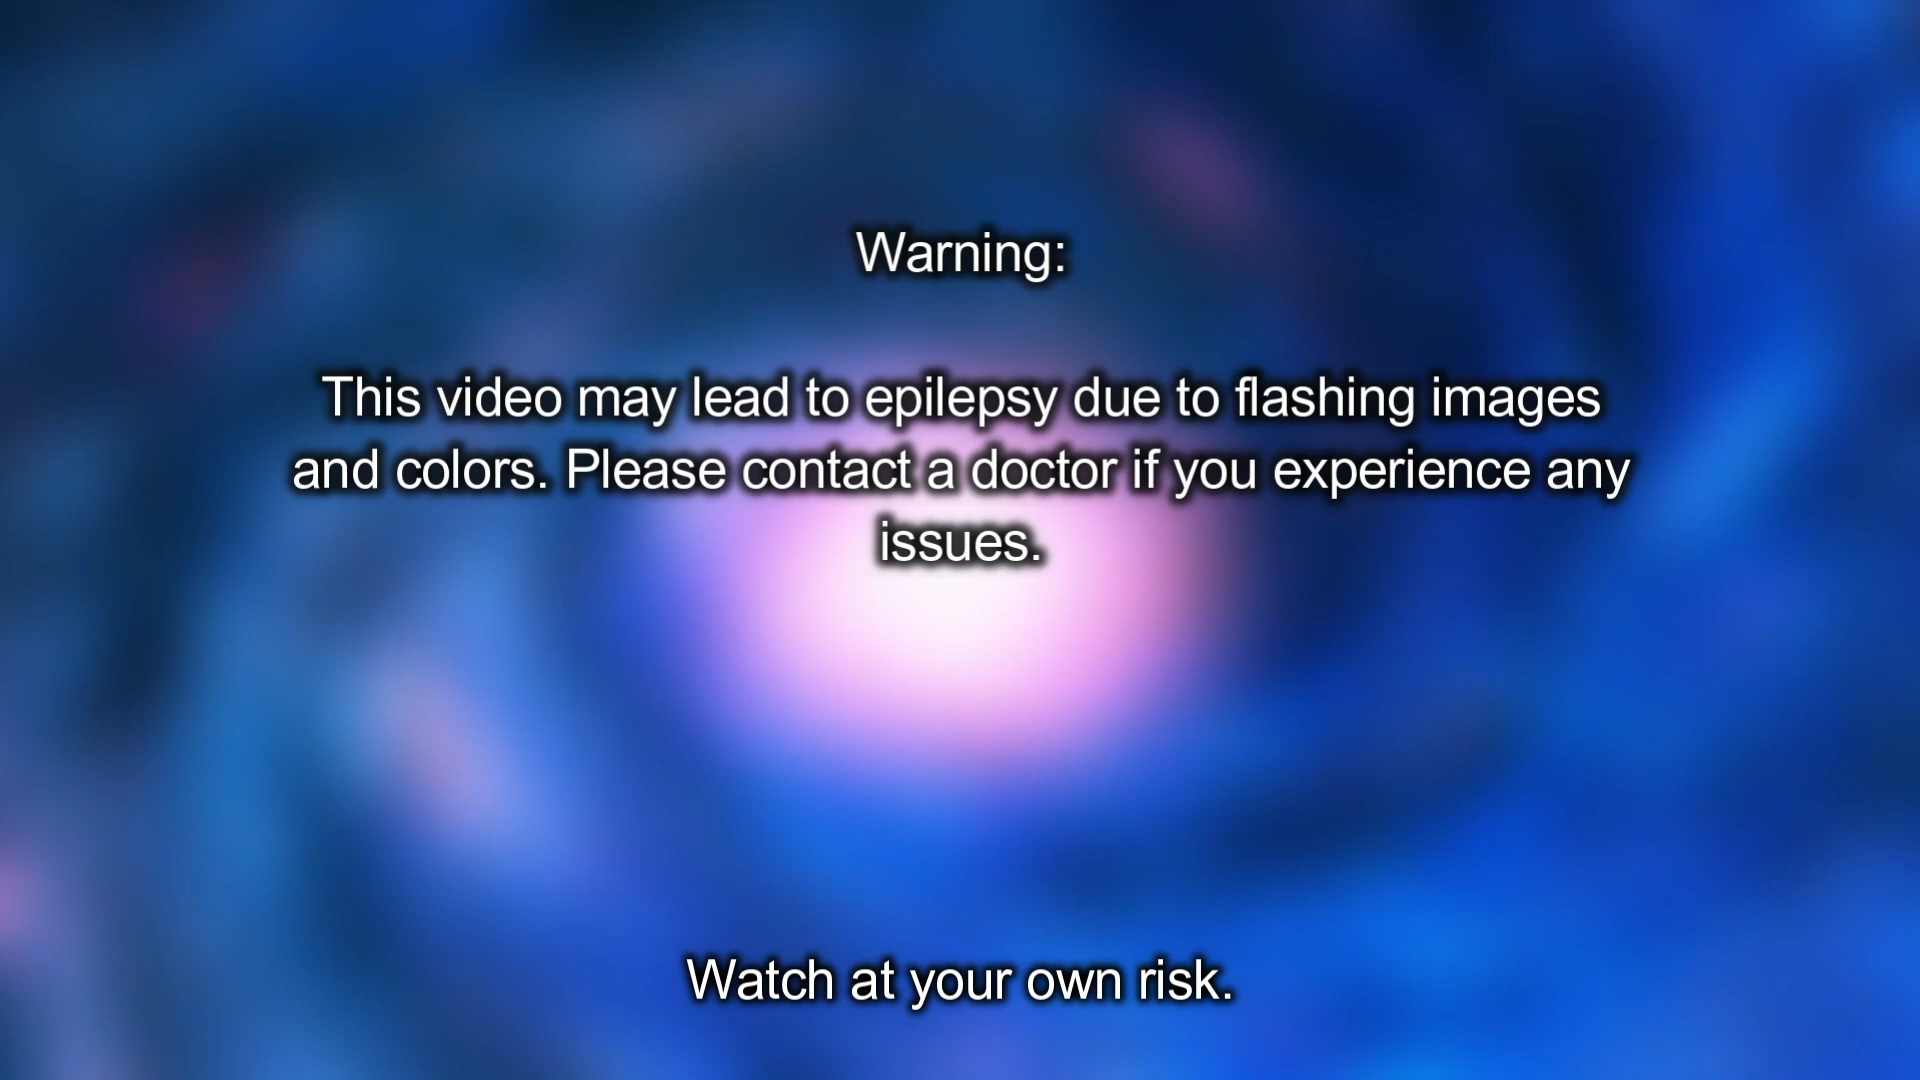 Warning:
This video may lead to epilepsy due to flashing images
and colors. Please contact a doctor if you experience any
issues.
Watch at your own risk.